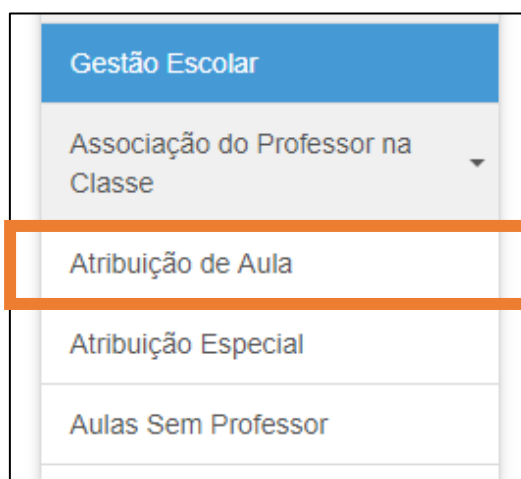 Gestão Escolar
Associação do Professor na
Classe
Atribuição de Aula
Atribuição Especial
Aulas Sem Professor